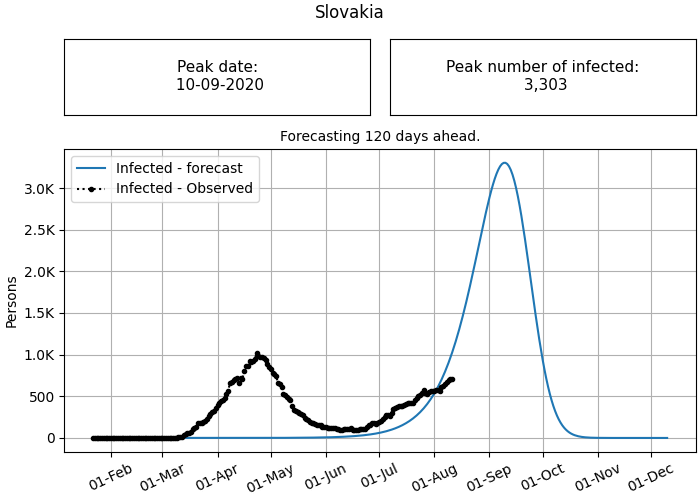 Slovakia
Peak date:
10-09-2020
Peak number of infected:
3,303
Forecasting 120 days ahead.
Infected - forecast
Infected - Observed
3.0K
2.5K
2.0K
1.5K
1.0K
500
0
Persons
01-Feb
01-Mar
01-Apr
01-May
01-Jun
01-Jul
01-Aug
01-Sep
01-Oct
01-Nov
01-Dec